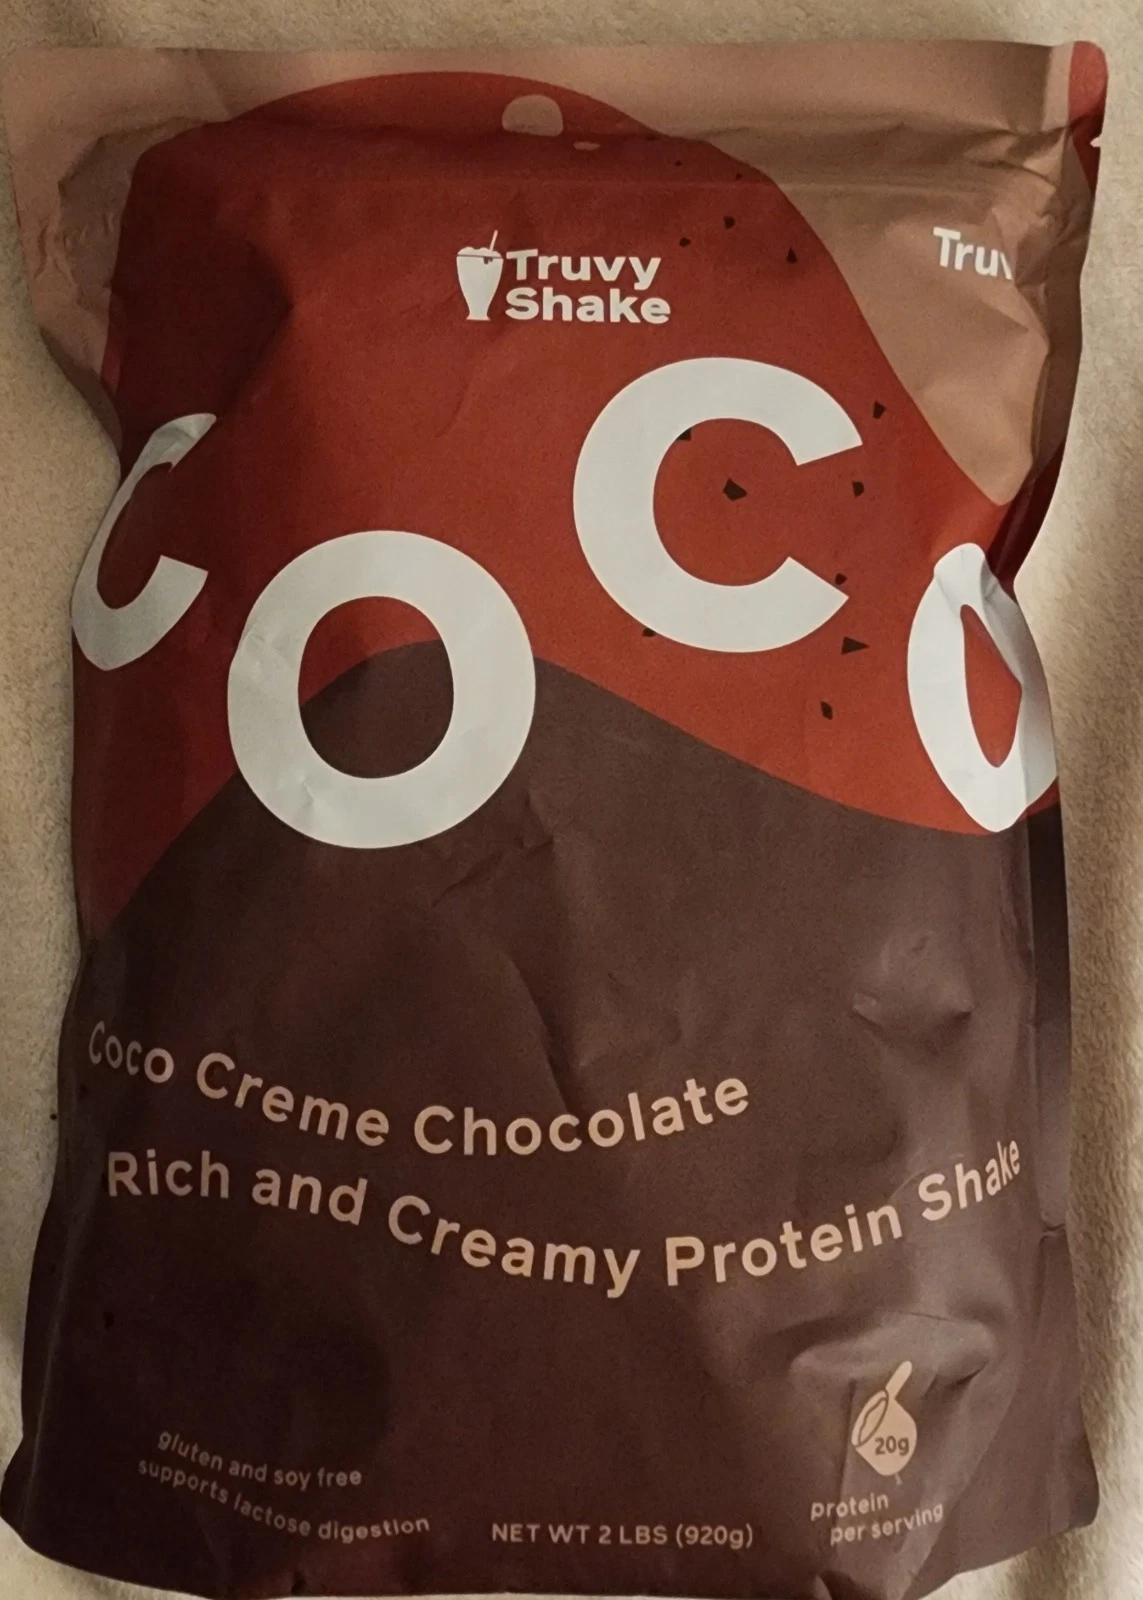 Truvy
Shake
Tru
COCO
Coco Creme Chocolate
Rich and Creamy Protein Shake
gluten and soy free
supports lactose digestion
NET WT 2 LBS (920g)
20g
protein
per serving